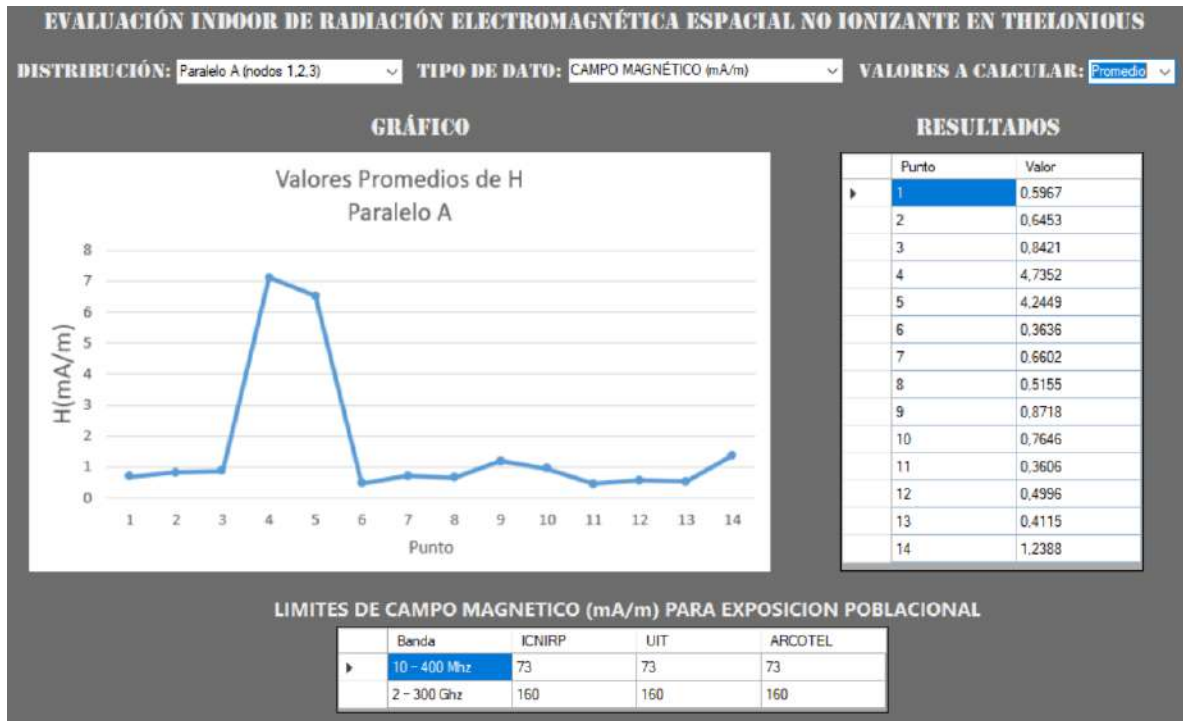 EVALUACIÓN INDOOR DE RADIACIÓN ELECTROMAGNÉTICA ESPACIAL NO IONIZANTE EN THELONIOUS
DISTRIBUCIÓN: Paralelo A (nodos 1,2,3) TIPO DE DATO: CAMPO MAGNÉTICO (mA/m) VALORES A CALCULAR: Promedio
GRÁFICO
Valores Promedios de H
Paralelo A
H(mA/m)
8
7
6
5
4
3
2
1
0
1 2 3 4 5 6 7 8 9 10 11 12 13 14
Punto
RESULTADOS
Punto Valor
1 0,5967
2 0,6453
3 0,8421
4 4,7352
5 4,2449
6 0,3636
7 0,6602
8 0,5155
9 0,8718
10 0,7646
11 0,3606
12 0,4996
13 0,4115
14 1,2388
LIMITES DE CAMPO MAGNETICO (mA/m) PARA EXPOSICION POBLACIONAL
Banda ICNIRP UIT ARCOTEL
10 - 400 Mhz 73 73 73
2 - 300 Ghz 160 160 160